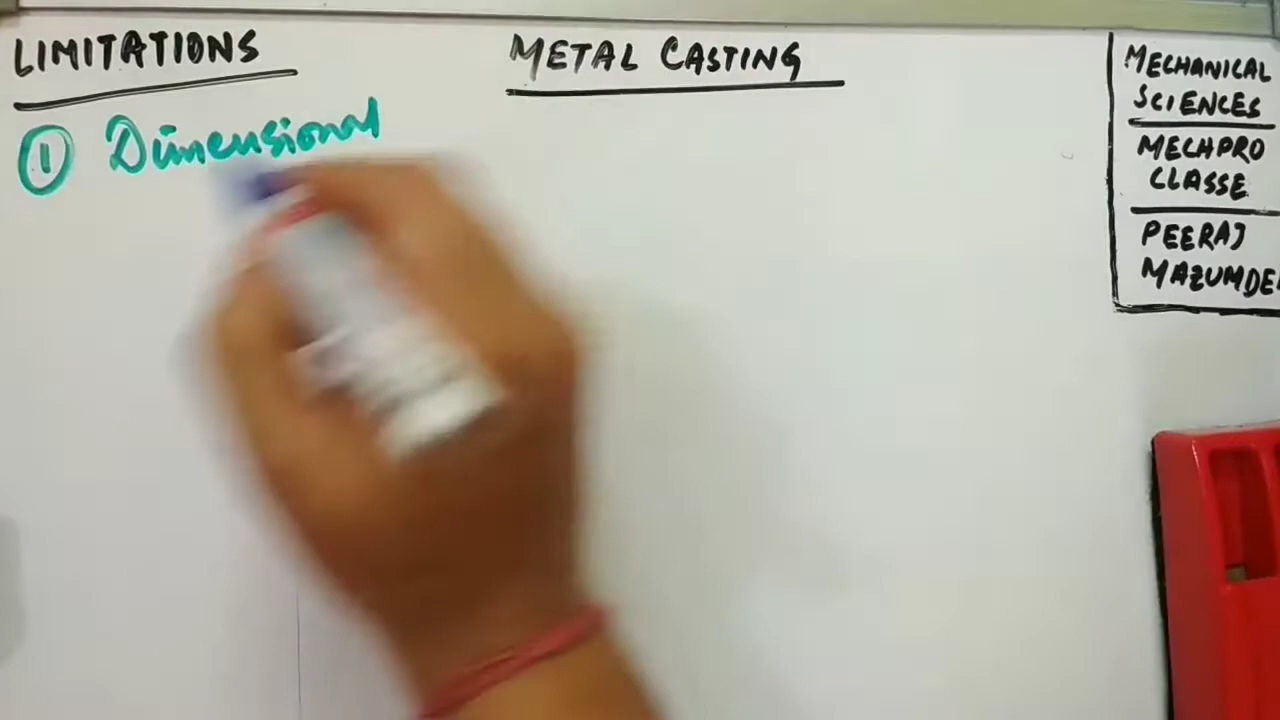 LIMITATIONS
METAL CASTING
① Dimensional
MECHANICAL
SCIENCES
MECHPRO
CLASSE
PEERAJ
MAZUMDE